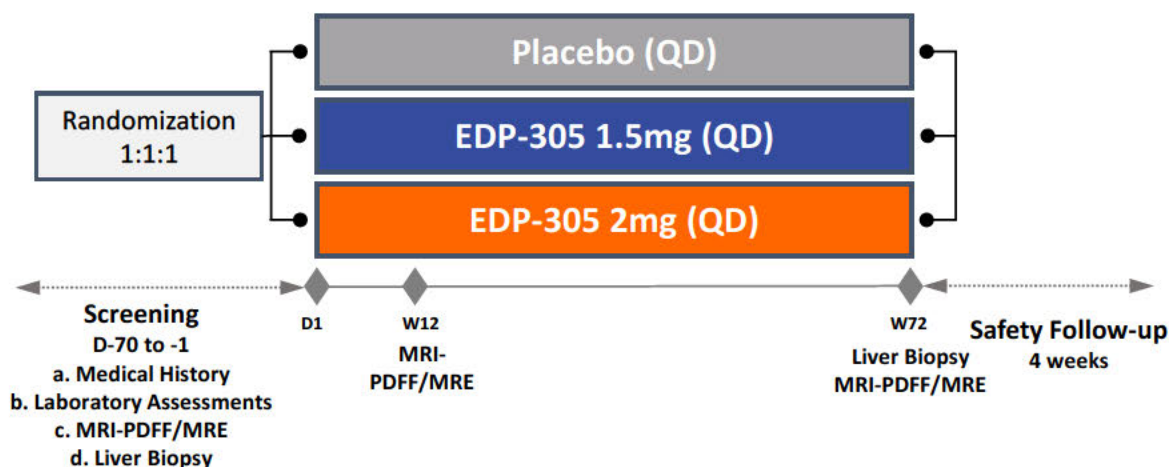 Placebo (QD)
Randomization
1:1:1
EDP-305 1.5mg (QD)
EDP-305 2mg (QD)
Screening
D-70 to -1
a. Medical History
b. Laboratory Assessments
c. MRI-PDFF/MRE
d. Liver Biopsy
D1
W12
MRI-
PDFF/MRE
W72
Liver Biopsy
MRI-PDFF/MRE
Safety Follow-up
4 weeks